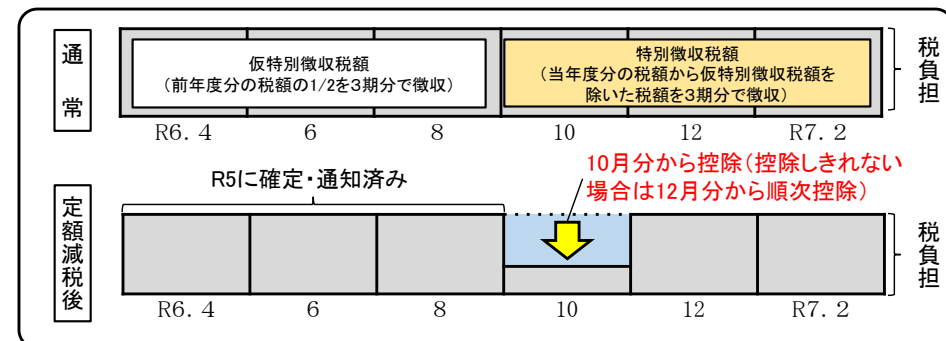 通常
仮特別徴収税額
(前年度分の税額の1/2を3期分で徴収)
特別徴収税額
(当年度分の税額から仮特別徴収税額を
除いた税額を3期分で徴収)
税負担
R6.4
6
8
10
12
R7.2
10月分から控除(控除しきれない
場合は12月分から順次控除)
R5に確定・通知済み
定額減税後
税負担
R6.4
6
8
10
12
R7.2